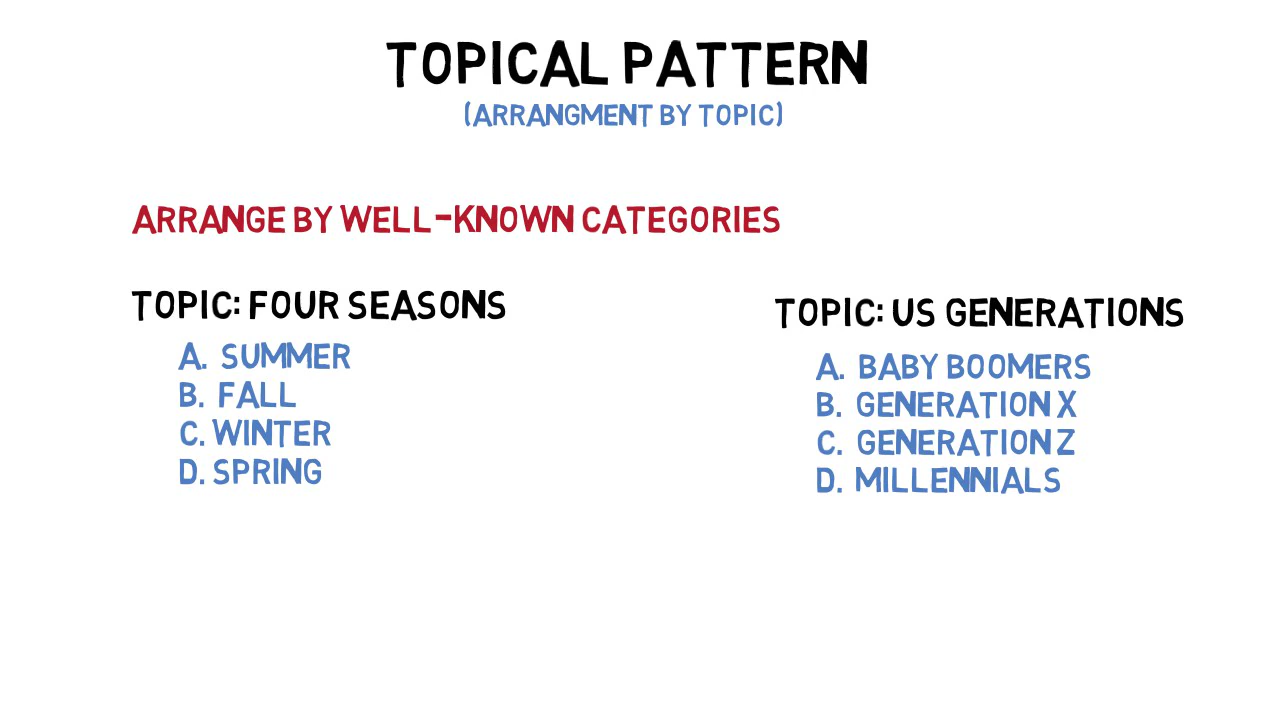 TOPICAL PATTERN
(ARRANGMENT BY TOPIC)
ARRANGE BY WELL-KNOWN CATEGORIES
TOPIC: FOUR SEASONS
A. SUMMER
B. FALL
C. WINTER
D. SPRING
TOPIC: US GENERATIONS
A. BABY BOOMERS
B. GENERATION X
C. GENERATION Z
D. MILLENNIALS